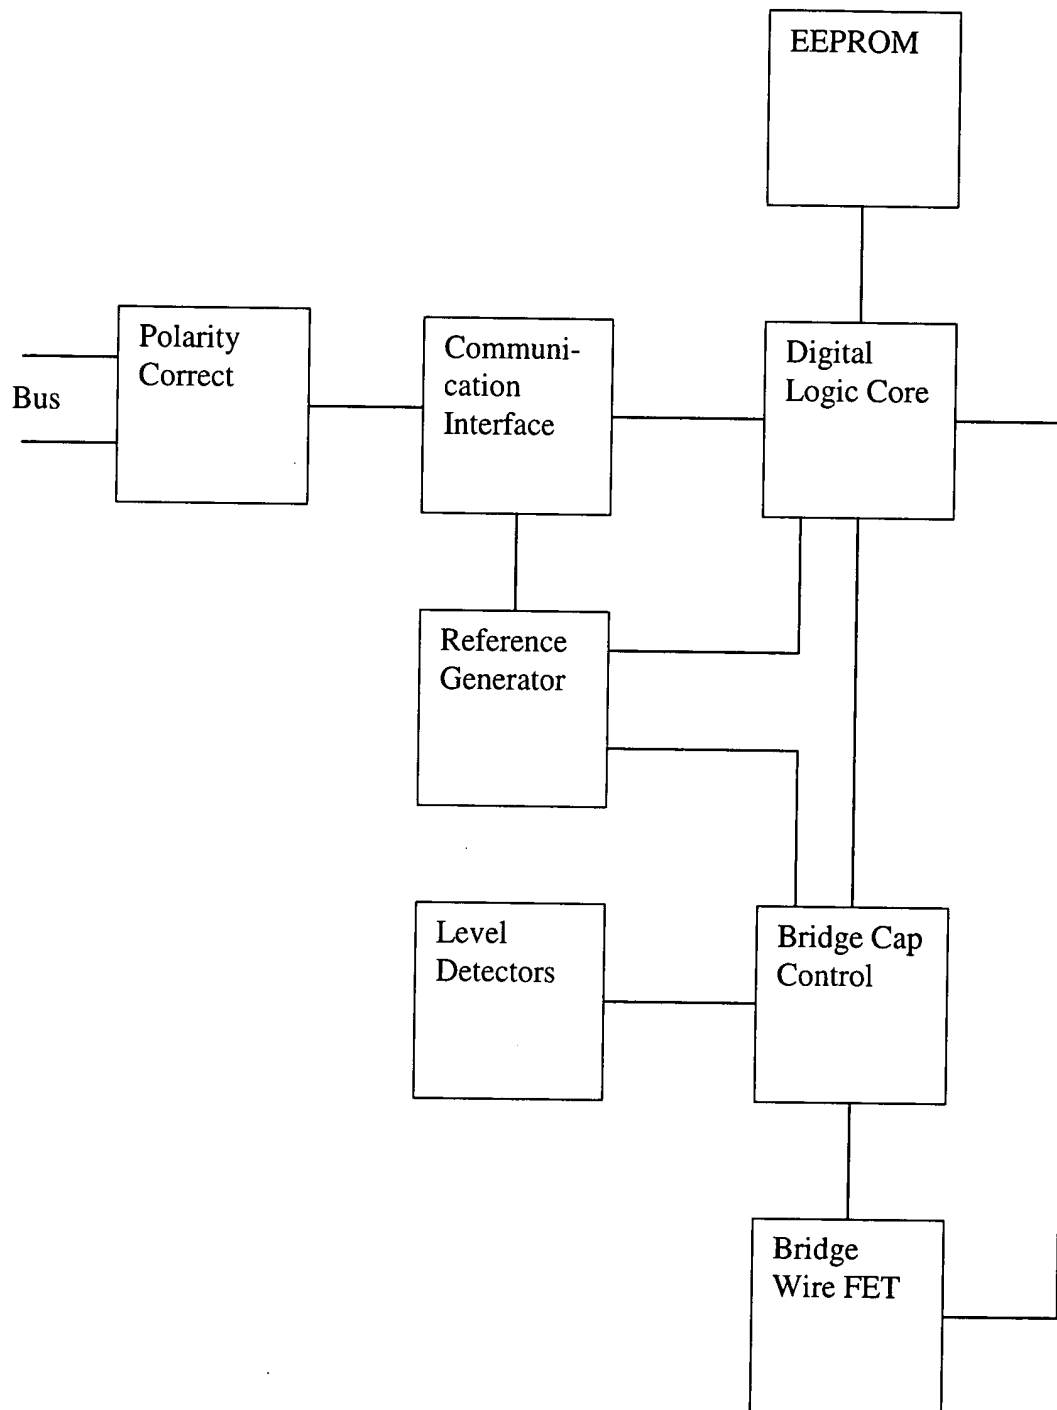 EEPROM
Polarity
Correct
Bus
Communi-
cation
Interface
Digital
Logic Core
Reference
Generator
Level
Detectors
Bridge Cap
Control
Bridge
Wire FET